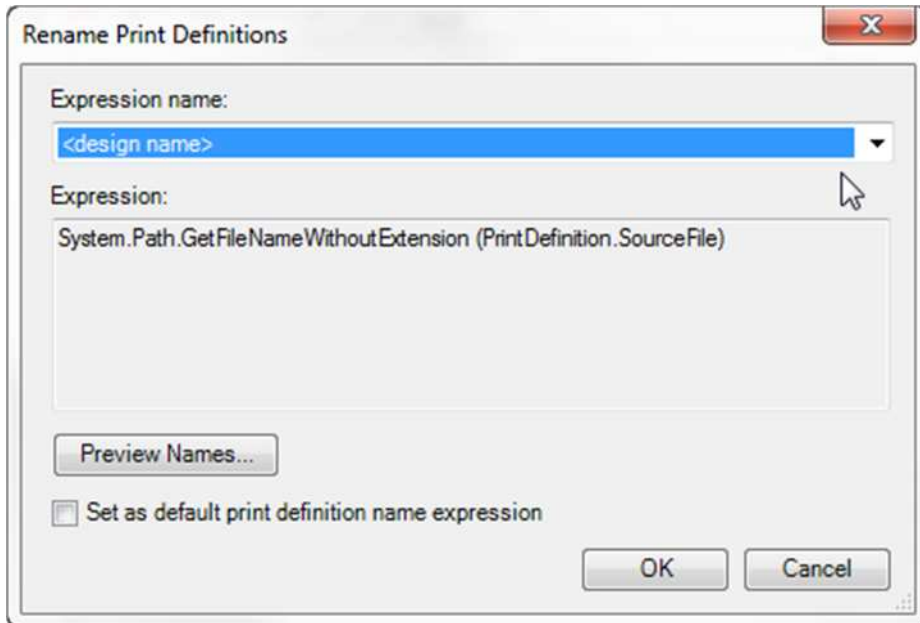 Rename Print Definitions
Expression name:
<design name>
Expression:
System.Path.GetFileNameWithoutExtension (PrintDefinition.SourceFile)
Preview Names...
Set as default print definition name expression
OK
Cancel